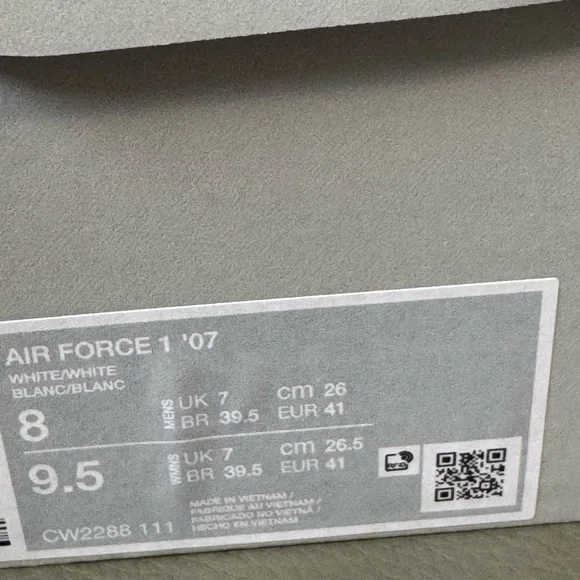 AIR FORCE 1 '07
WHITE/WHITE
BLANC/BLANC
8 MENS UK 7 cm 26
BR 39.5 EUR 41
9.5 WMNS UK 7 cm 26.5
BR 39.5 EUR 41
RFID
MADE IN VIETNAM /
FABRIQUE AU VIETNAM /
FABRICADO NO VIETNÃ /
HECHO EN VIETNAM
CW2288 111